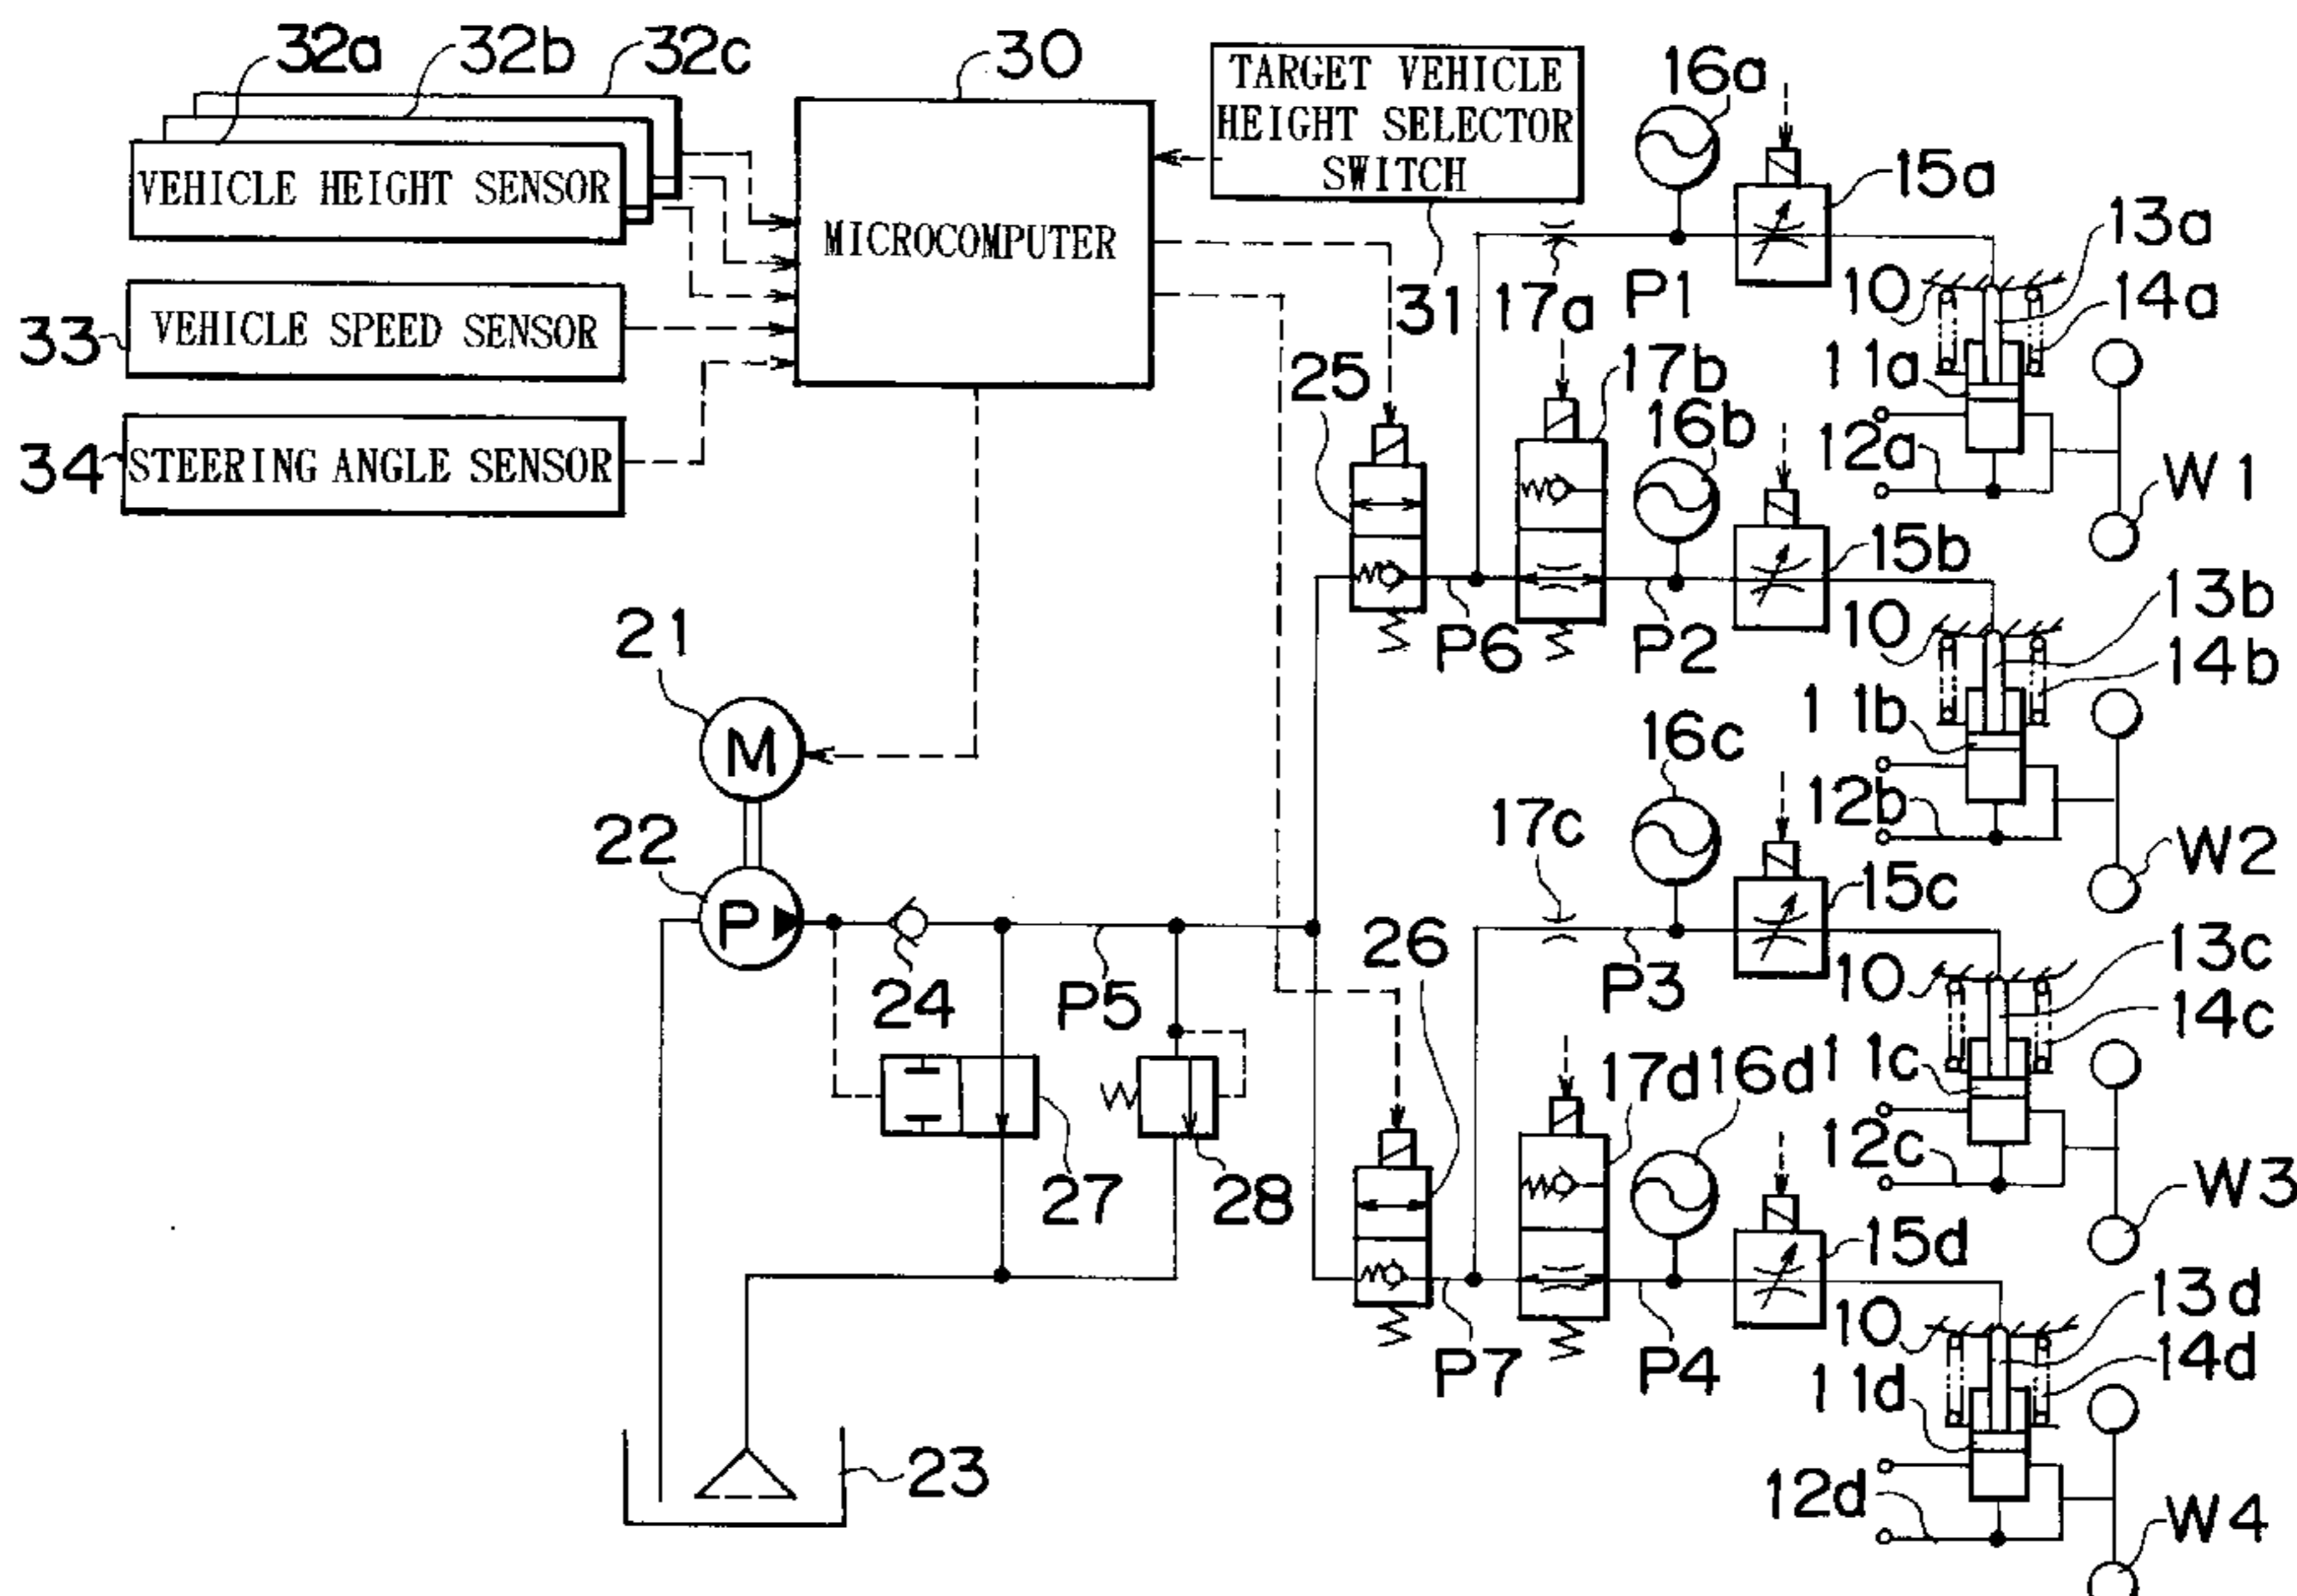 32a
32b
32c
30
TARGET VEHICLE
HEIGHT SELECTOR
SWITCH
16a
15a
VEHICLE HEIGHT SENSOR
MICROCOMPUTER
13a
10
14a
33
VEHICLE SPEED SENSOR
31
17a
P1
25
17b
11a
16b
12a
34
STEERING ANGLE SENSOR
W1
15b
13b
21
P6
P2
10
14b
M
16c
11b
12b
22
17c
W2
P
15c
26
13c
24
P5
P3
10
14c
17d
16d
11c
12c
27
28
W3
15d
13d
P7
P4
10
14d
11d
23
12d
W4